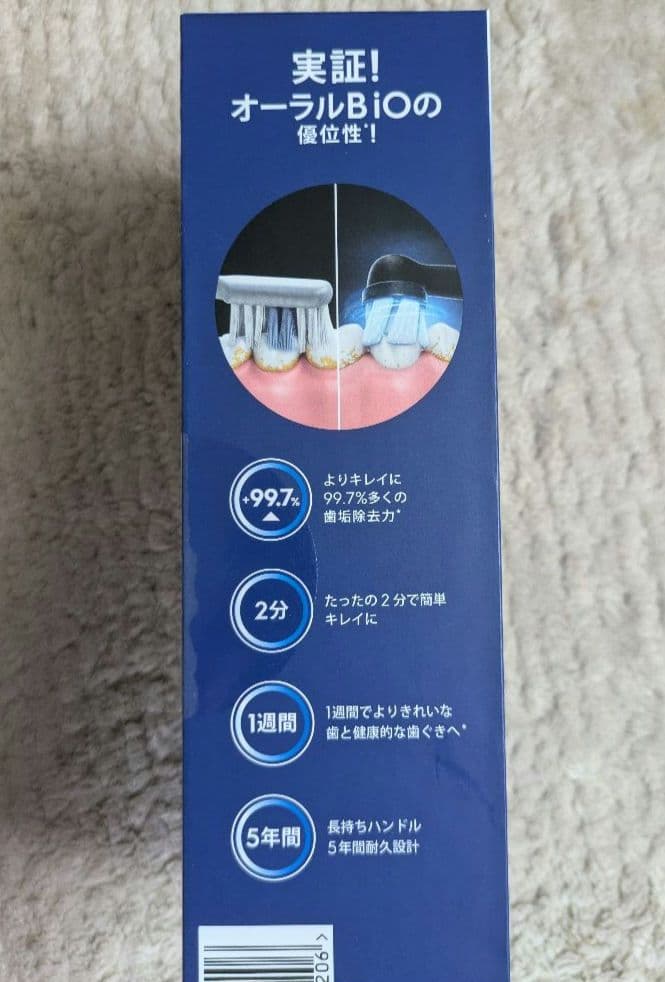 実証!
オーラルB iOの
優位性*!
+99.7%
よりキレイに
99.7%多くの
歯垢除去力*
2分
たったの2分で簡単
キレイに
1週間
1週間でよりきれいな
歯と健康的な歯ぐきへ*
5年間
長持ちハンドル
5年間耐久設計
206>